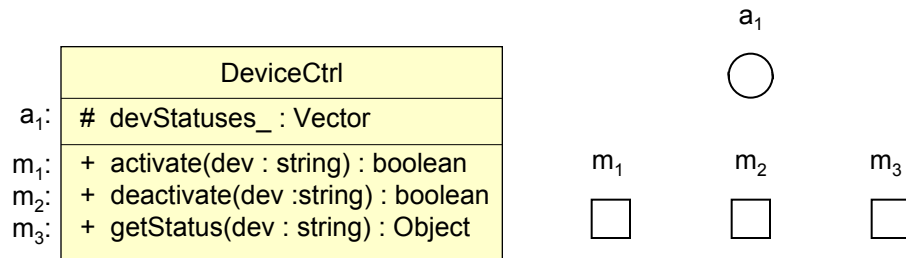 DeviceCtrl
a₁: # devStatuses_ : Vector
m₁: + activate(dev : string) : boolean
m₂: + deactivate(dev :string) : boolean
m₃: + getStatus(dev : string) : Object
a₁
m₁ m₂ m₃